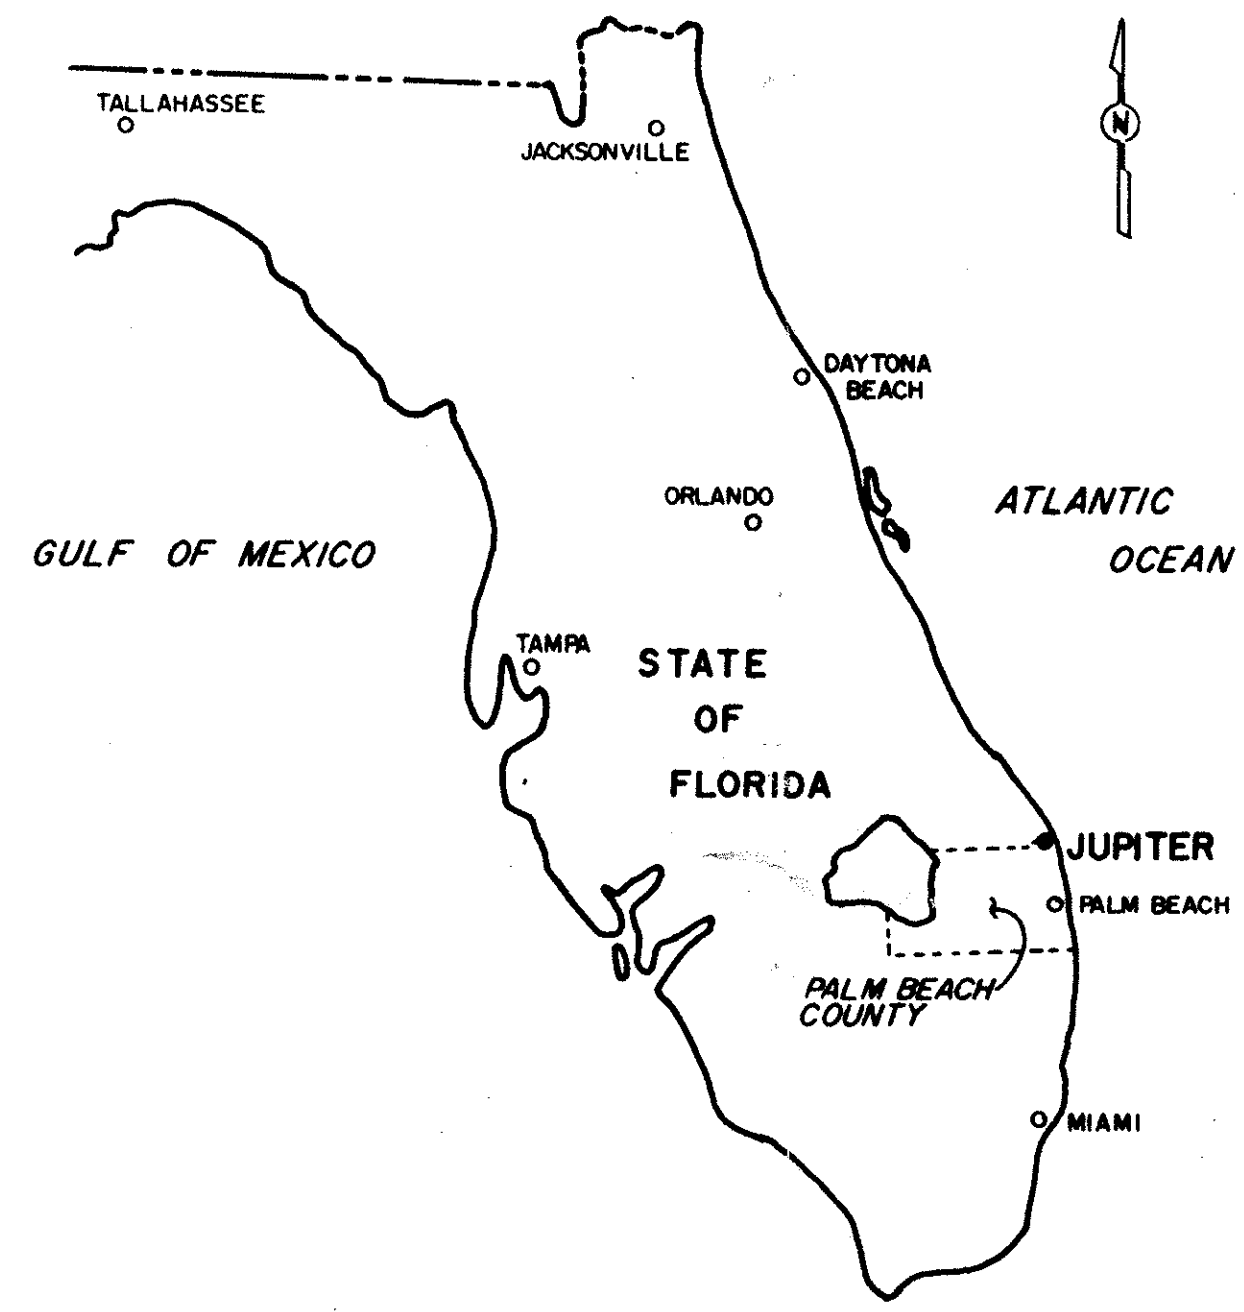 TALLAHASSEE
JACKSONVILLE
N
DAYTONA
BEACH
ORLANDO
ATLANTIC
OCEAN
GULF OF MEXICO
TAMPA
STATE
OF
FLORIDA
JUPITER
PALM BEACH
PALM BEACH
COUNTY
MIAMI